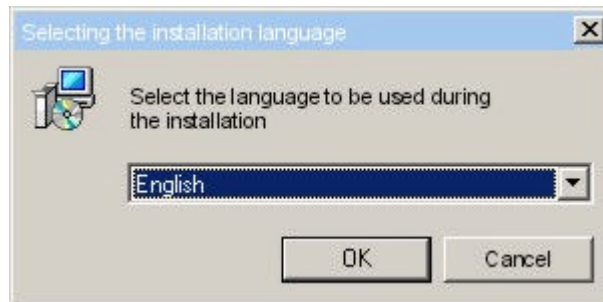 Selecting the installation language
Select the language to be used during
the installation
English
OK
Cancel